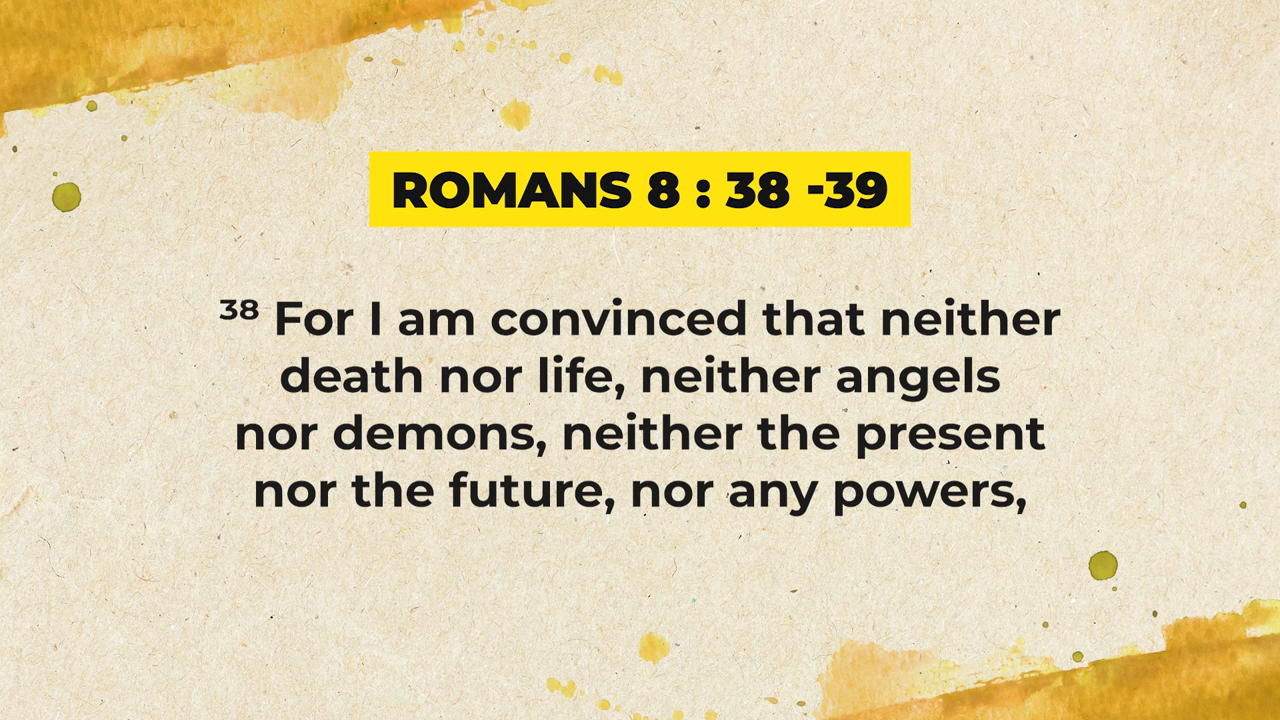 ROMANS 8 : 38 -39
³⁸ For I am convinced that neither
death nor life, neither angels
nor demons, neither the present
nor the future, nor any powers,